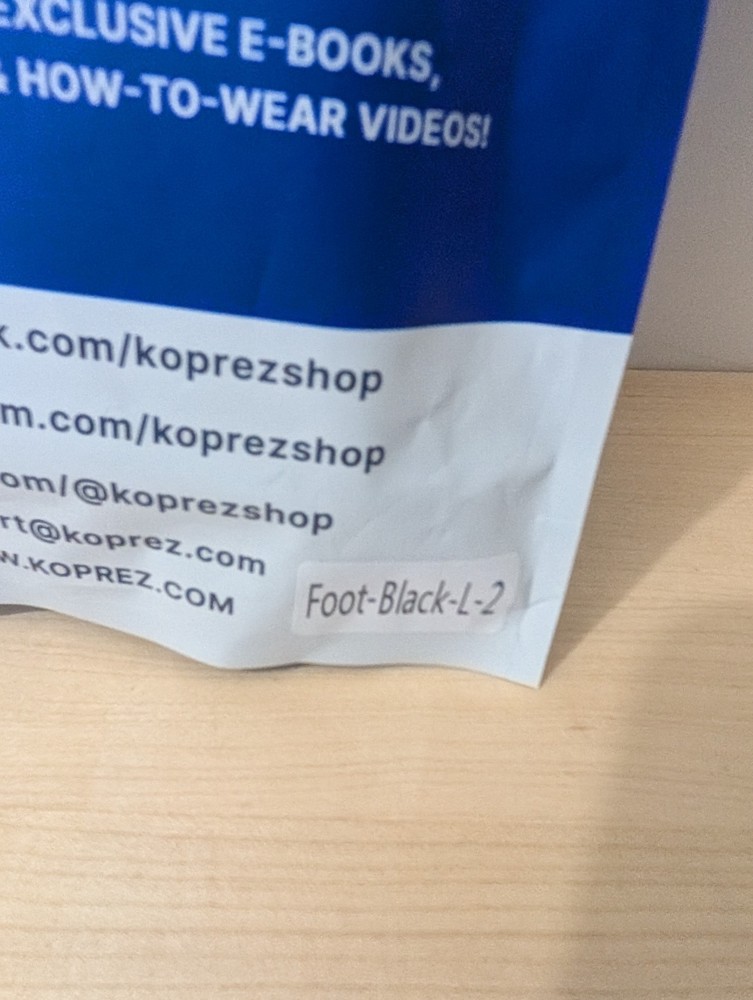 EXCLUSIVE E-BOOKS,
& HOW-TO-WEAR VIDEOS!
k.com/koprezshop
m.com/koprezshop
om/@koprezshop
rt@koprez.com
W.KOPREZ.COM
Foot-Black-L-2